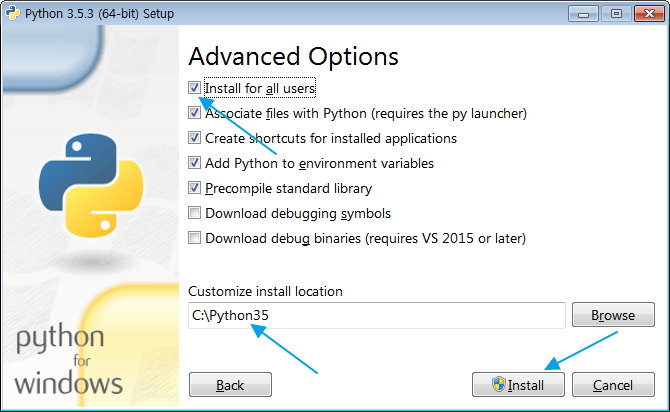 Python 3.5.3 (64-bit) Setup
Advanced Options
Install for all users
Associate files with Python (requires the py launcher)
Create shortcuts for installed applications
Add Python to environment variables
Precompile standard library
Download debugging symbols
Download debug binaries (requires VS 2015 or later)
Customize install location
C:\Python35
Browse
python
for
windows
Back
Install
Cancel